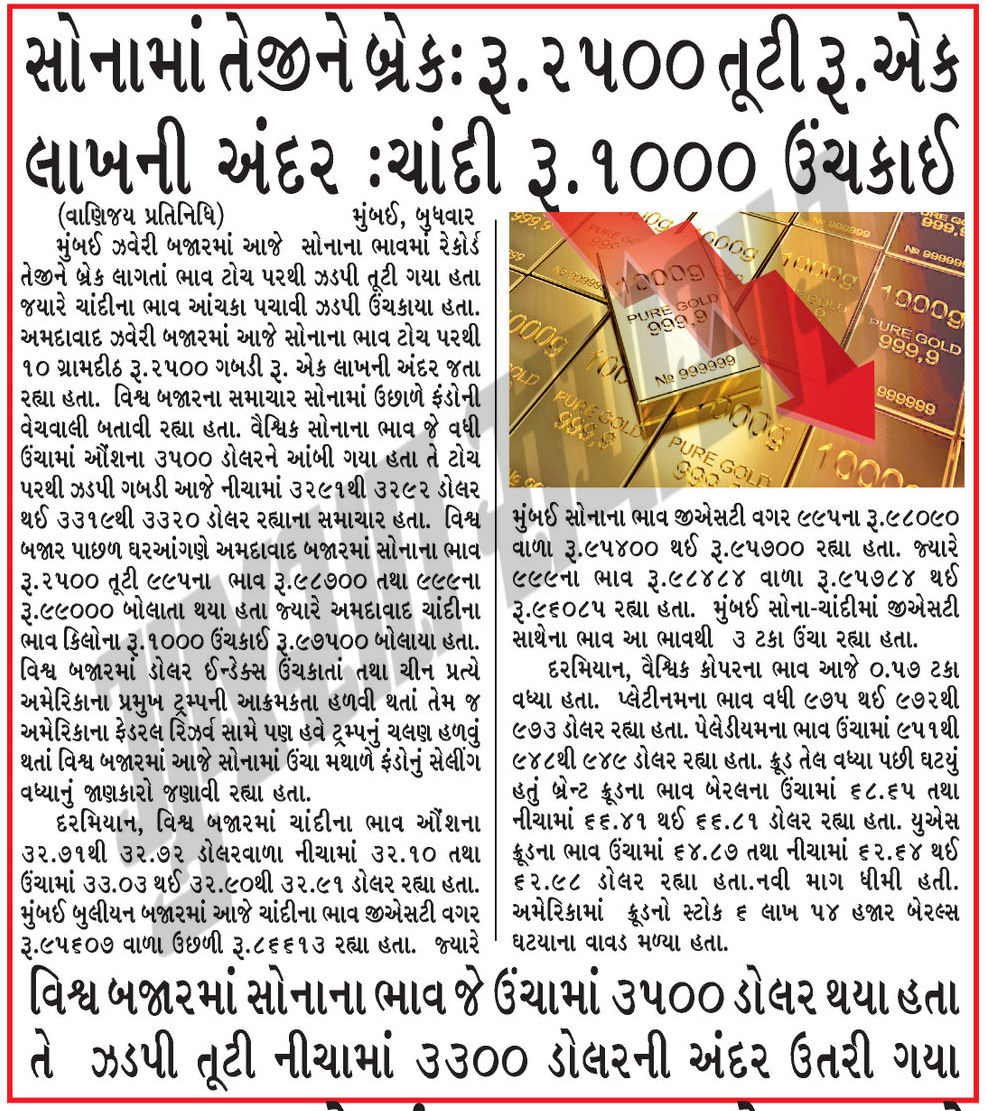 સોનામાં તેજીને બ્રેકઃ રૂ.૨૫૦૦ તૂટી રૂ.એક
લાખની અંદર :ચાંદી રૂ.૧૦૦૦ ઉંચકાઈ
(વાણિજય પ્રતિનિધિ) મુંબઈ, બુધવાર
મુંબઈ ઝવેરી બજારમાં આજે સોનાના ભાવમાં રેકોર્ડ
તેજીને બ્રેક લાગતાં ભાવ ટોચ પરથી ઝડપી તૂટી ગયા હતા
જયારે ચાંદીના ભાવ આંચકા પચાવી ઝડપી ઉંચકાયા હતા.
અમદાવાદ ઝવેરી બજારમાં આજે સોનાના ભાવ ટોચ પરથી
૧૦ ગ્રામદીઠ રૂ.૨૫૦૦ ગબડી રૂ. એક લાખની અંદર જતા
રહ્યા હતા. વિશ્વ બજારના સમાચાર સોનામાં ઉછાળે ફંડોની
વેચવાલી બતાવી રહ્યા હતા. વૈશ્વિક સોનાના ભાવ જે વધી
ઉંચામાં ઔંશના ૩૫૦૦ ડોલરને આંબી ગયા હતા તે ટોચ
પરથી ઝડપી ગબડી આજે નીચામાં ૩૨૯૧થી ૩૨૯૨ ડોલર
થઈ ૩૩૧૯થી ૩૩૨૦ ડોલર રહ્યાના સમાચાર હતા. વિશ્વ
બજાર પાછળ ઘરઆંગણે અમદાવાદ બજારમાં સોનાના ભાવ
રૂ.૨૫૦૦ તૂટી ૯૯૫ના ભાવ રૂ.૯૮૭૦૦ તથા ૯૯૯ના
રૂ.૯૯૦૦૦ બોલાતા થયા હતા જ્યારે અમદાવાદ ચાંદીના
ભાવ કિલોના રૂ.૧૦૦૦ ઉંચકાઈ રૂ.૯૭૫૦૦ બોલાયા હતા.
વિશ્વ બજારમાં ડોલર ઈન્ડેક્સ ઉંચકાતાં તથા ચીન પ્રત્યે
અમેરિકાના પ્રમુખ ટ્રમ્પની આક્રમકતા હળવી થતાં તેમ જ
અમેરિકાના ફેડરલ રિઝર્વ સામે પણ હવે ટ્રમ્પનું ચલણ હળવું
થતાં વિશ્વ બજારમાં આજે સોનામાં ઉંચા મથાળે ફંડોનું સેલીંગ
વધ્યાનું જાણકારો જણાવી રહ્યા હતા.
દરમિયાન, વિશ્વ બજારમાં ચાંદીના ભાવ ઔંશના
૩૨.૭૧થી ૩૨.૭૨ ડોલરવાળા નીચામાં ૩૨.૧૦ તથા
ઉંચામાં ૩૩.૦૩ થઈ ૩૨.૯૦થી ૩૨.૯૧ ડોલર રહ્યા હતા.
મુંબઈ બુલીયન બજારમાં આજે ચાંદીના ભાવ જીએસટી વગર
રૂ.૯૫૬૦૭ વાળા ઉછળી રૂ.૮૬૬૧૩ રહ્યા હતા. જ્યારે
મુંબઈ સોનાના ભાવ જીએસટી વગર ૯૯૫ના રૂ.૯૮૦૯૦
વાળા રૂ.૯૫૪૦૦ થઈ રૂ.૯૫૭૦૦ રહ્યા હતા. જ્યારે
૯૯૯ના ભાવ રૂ.૯૮૪૮૪ વાળા રૂ.૯૫૭૮૪ થઈ
રૂ.૯૬૦૮૫ રહ્યા હતા. મુંબઈ સોના-ચાંદીમાં જીએસટી
સાથેના ભાવ આ ભાવથી ૩ ટકા ઉંચા રહ્યા હતા.
દરમિયાન, વૈશ્વિક કોપરના ભાવ આજે ૦.૫૭ ટકા
વધ્યા હતા. પ્લેટીનમના ભાવ વધી ૯૭૫ થઈ ૯૭૨થી
૯૭૩ ડોલર રહ્યા હતા. પેલેડીયમના ભાવ ઉંચામાં ૯૫૧થી
૯૪૮થી ૯૪૯ ડોલર રહ્યા હતા. ક્રૂડ તેલ વધ્યા પછી ઘટયું
હતું બ્રેન્ટ ક્રૂડના ભાવ બેરલના ઉંચામાં ૬૮.૬૫ તથા
નીચામાં ૬૬.૪૧ થઈ ૬૬.૮૧ ડોલર રહ્યા હતા. યુએસ
ક્રૂડના ભાવ ઉંચામાં ૬૪.૮૭ તથા નીચામાં ૬૨.૬૪ થઈ
૬૨.૯૮ ડોલર રહ્યા હતા.નવી માગ ધીમી હતી.
અમેરિકામાં ક્રૂડનો સ્ટોક ૬ લાખ ૫૪ હજાર બેરલ્સ
ઘટયાના વાવડ મળ્યા હતા.
1000g
PURE GOLD
999,9
№ 999999
વિશ્વ બજારમાં સોનાના ભાવ જે ઉંચામાં ૩૫૦૦ ડોલર થયા હતા
તે ઝડપી તૂટી નીચામાં ૩૩૦૦ ડોલરની અંદર ઉતરી ગયા